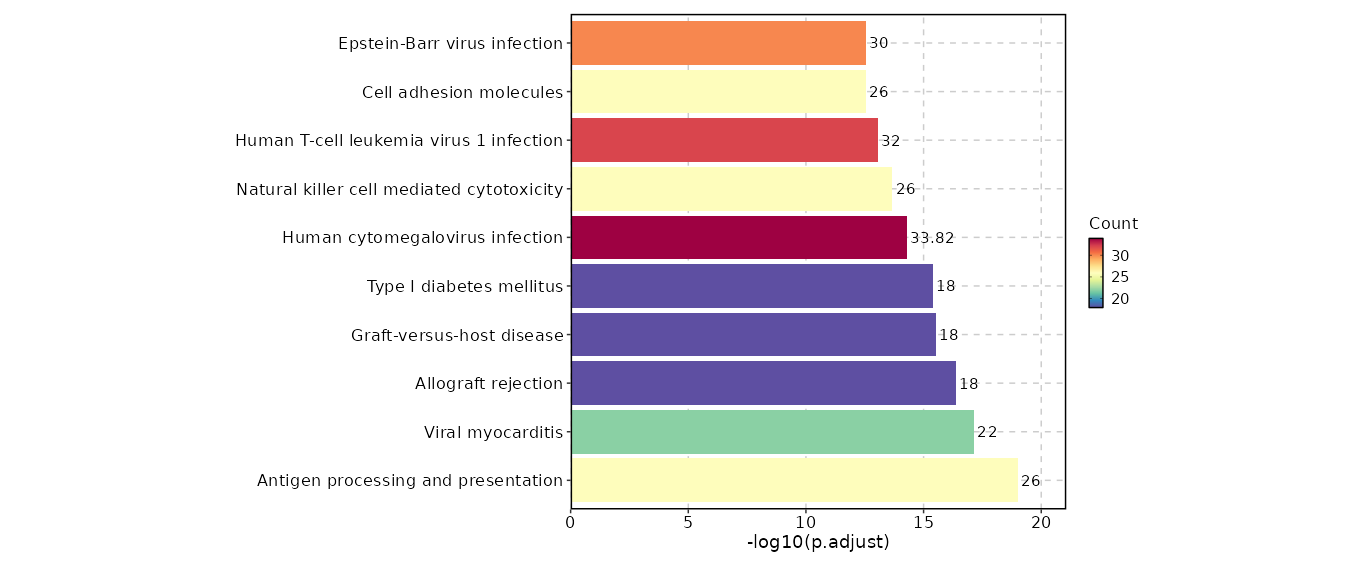 Epstein-Barr virus infection 30
Cell adhesion molecules 26
Human T-cell leukemia virus 1 infection 32
Natural killer cell mediated cytotoxicity 26
Human cytomegalovirus infection 33.82
Type I diabetes mellitus 18
Graft-versus-host disease 18
Allograft rejection 18
Viral myocarditis 22
Antigen processing and presentation 26
0 5 10 15 20
-log10(p.adjust)
Count
30
25
20